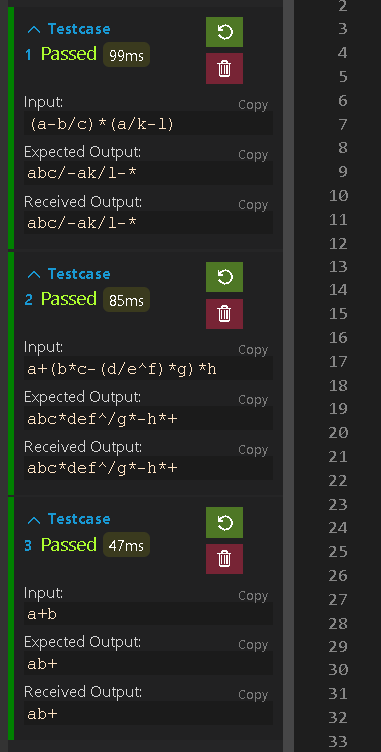 Testcase
1 Passed 99ms
Input:
Copy
(a-b/c)*(a/k-l)
Expected Output:
Copy
abc/-ak/l-*
Received Output:
Copy
abc/-ak/l-*
Testcase
2 Passed 85ms
Input:
Copy
a+(b*c-(d/e^f)*g)*h
Expected Output:
Copy
abc*def^/g*-h*+
Received Output:
Copy
abc*def^/g*-h*+
Testcase
3 Passed 47ms
Input:
Copy
a+b
Expected Output:
Copy
ab+
Received Output:
Copy
ab+
2
3
4
5
6
7
8
9
10
11
12
13
14
15
16
17
18
19
20
21
22
23
24
25
26
27
28
29
30
31
32
33